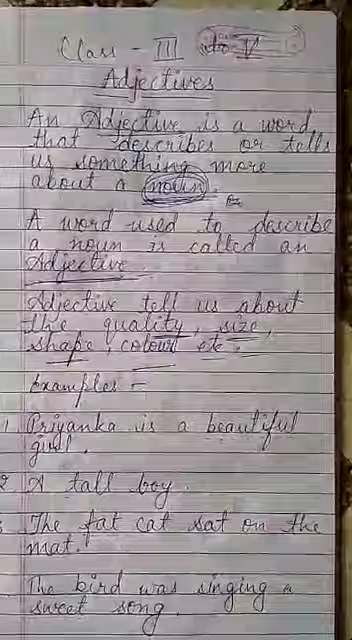 Class - III to V
Adjectives
An Adjective is a word
that describes or tells
us something more
about a noun.
A word used to describe
a noun is called an
Adjective.
Adjective tell us about
the quality, size,
shape, colour etc.
Examples -
1. Priyanka is a beautiful
girl.
2. A tall boy.
3. The fat cat sat on the
mat.
The bird was singing a
sweet song.